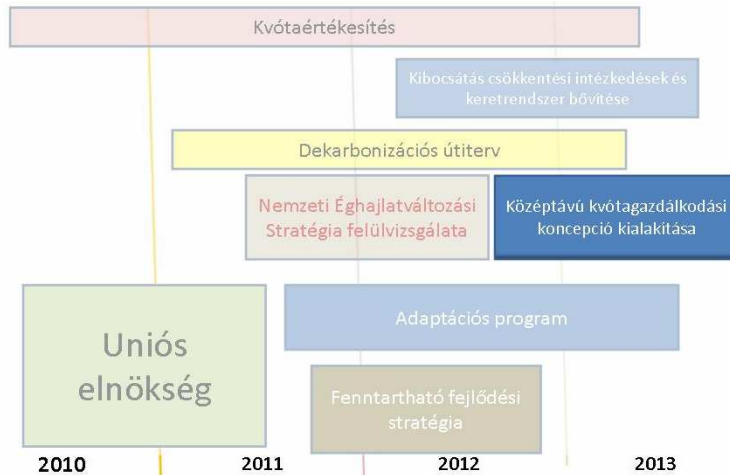 Kvótaértékesítés
Kibocsátás csökkentési intézkedések és
keretrendszer bővítése
Dekarbonizációs útiterv
Nemzeti Éghajlatváltozási
Stratégia felülvizsgálata
Középtávú kvótagazdálkodási
koncepció kialakítása
Uniós
elnökség
Adaptációs program
Fenntartható fejlődési
stratégia
2010
2011
2012
2013